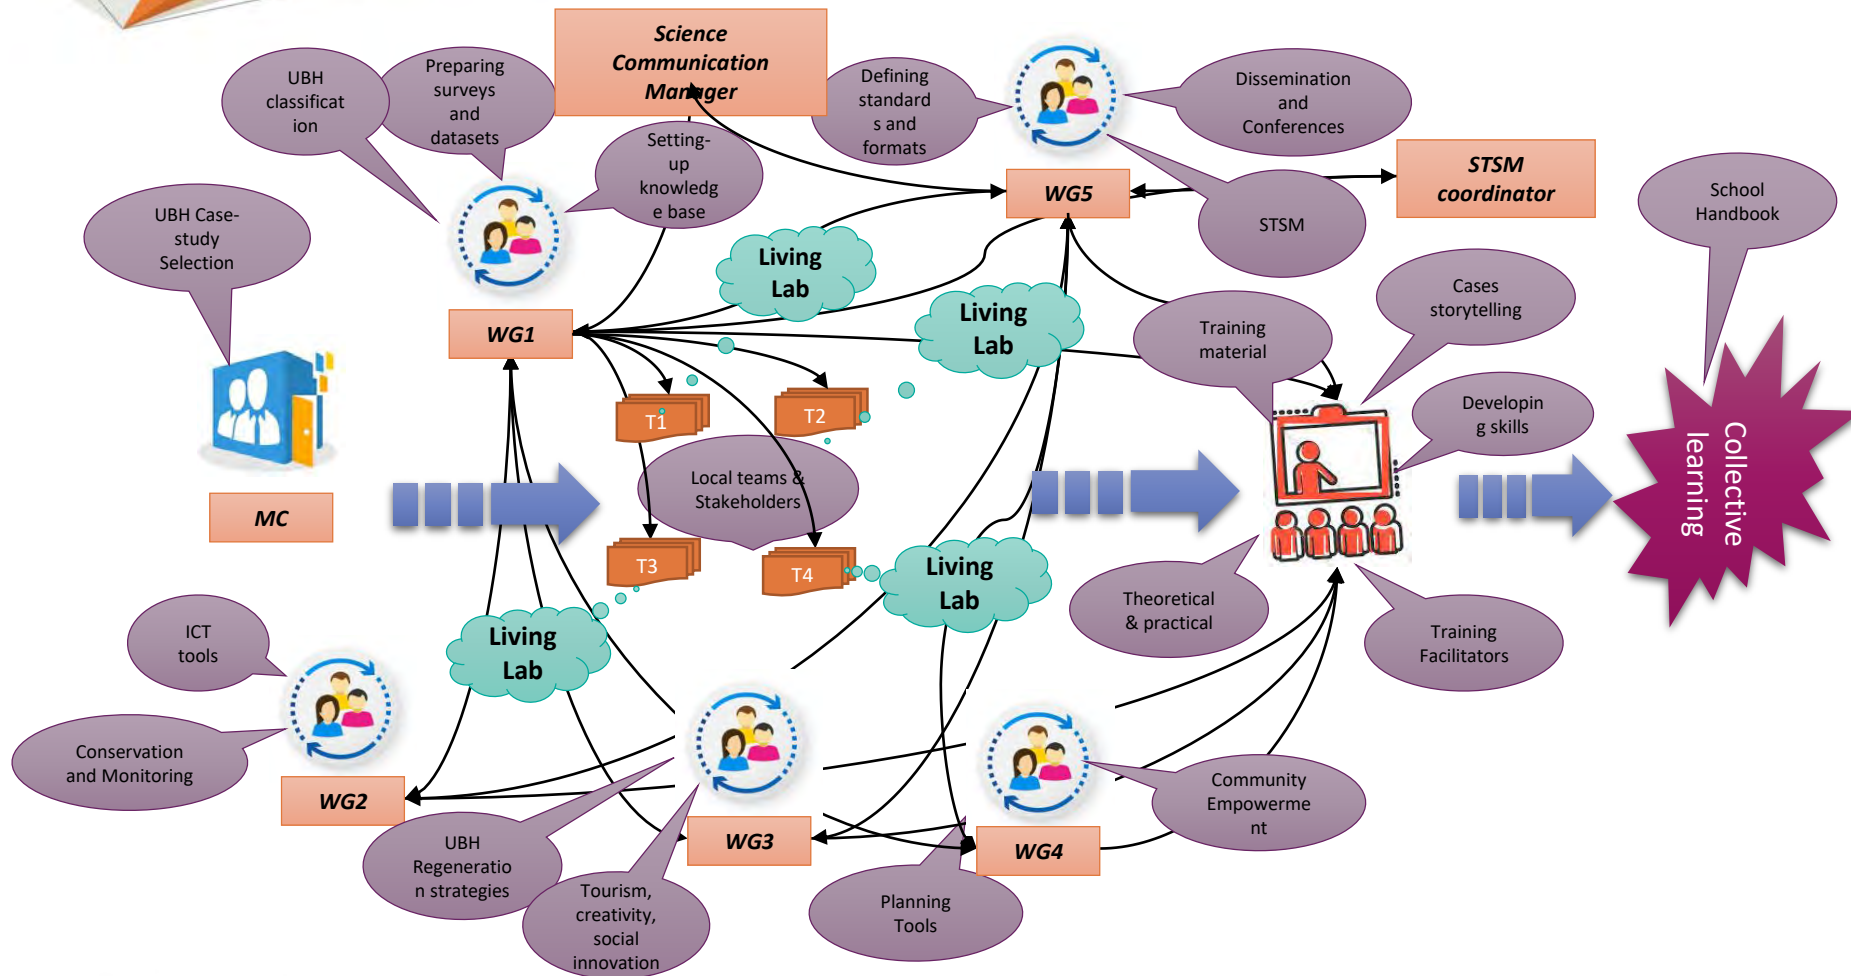 Science
Communication
Manager
UBH
classificat
ion
Preparing
surveys
and
datasets
Setting-
up
knowledg
e base
Defining
standard
s and
formats
Dissemination
and
Conferences
WG5
STSM
STSM
coordinator
School
Handbook
UBH Case-
study
Selection
WG1
Living
Lab
Living
Lab
Training
material
Cases
storytelling
Developin
g skills
T1
T2
Local teams &
Stakeholders
MC
T3
T4
Living
Lab
Collective
learning
Theoretical
& practical
Training
Facilitators
ICT
tools
Living
Lab
Conservation
and Monitoring
WG2
WG3
WG4
Community
Empowerme
nt
UBH
Regeneratio
n strategies
Tourism,
creativity,
social
innovation
Planning
Tools